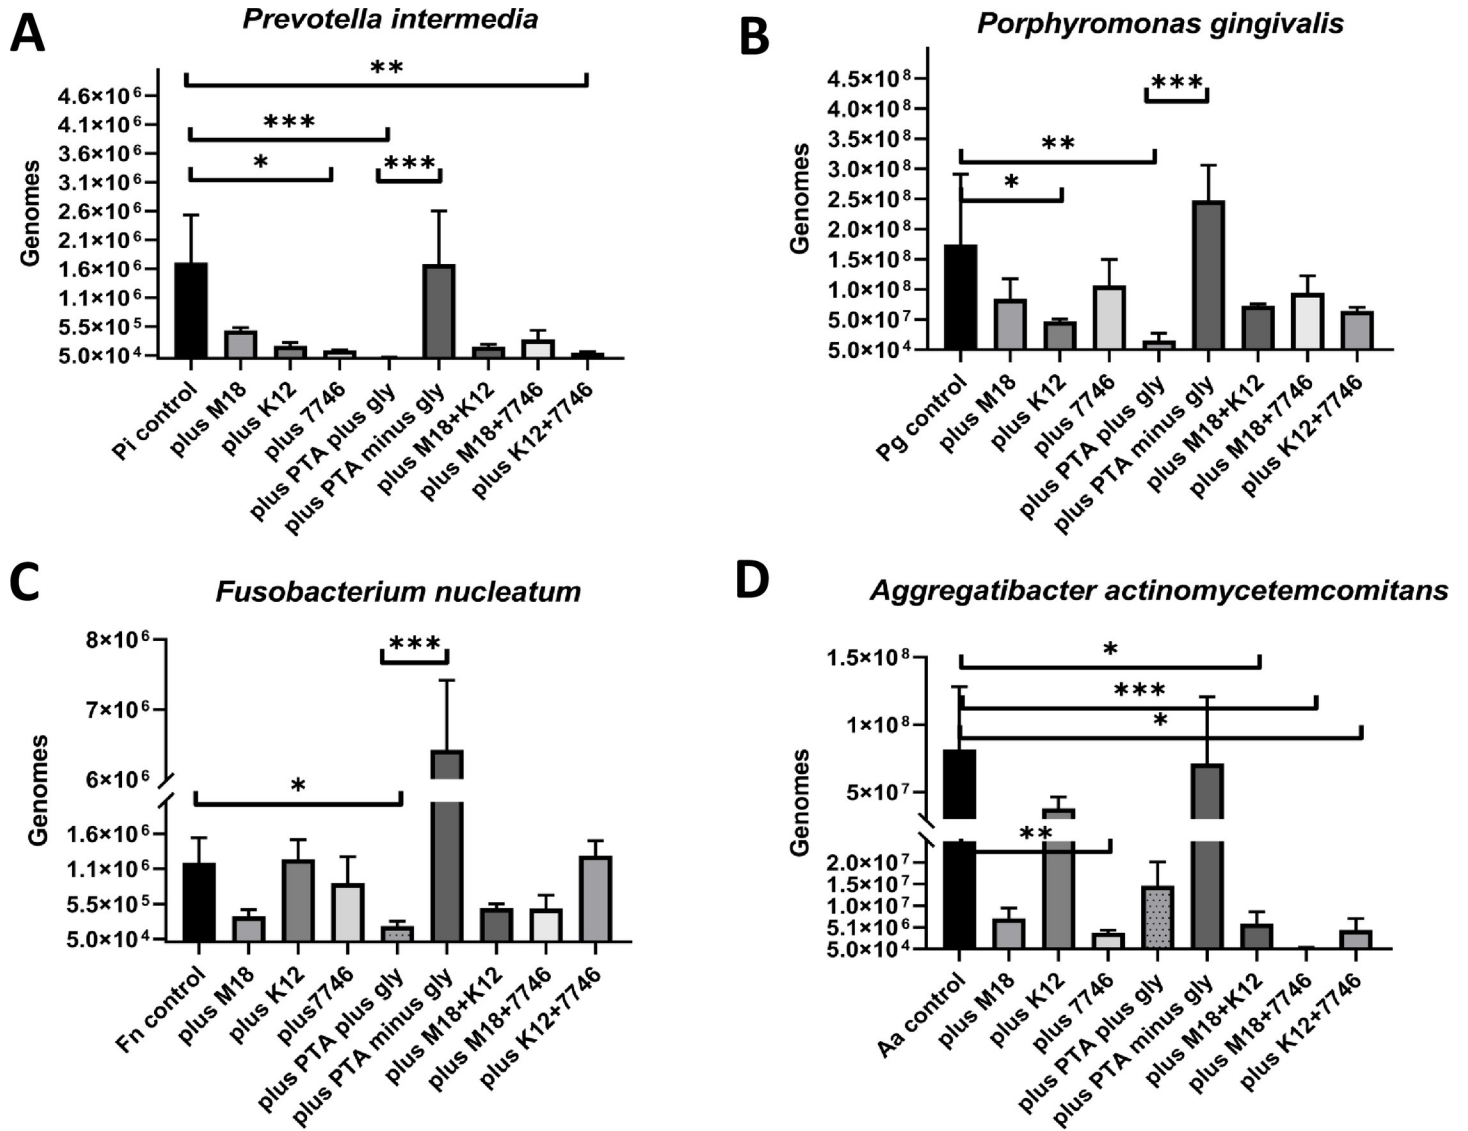 A
Prevotella intermedia
Genomes
4.6×10⁶
4.1×10⁶
3.6×10⁶
3.1×10⁶
2.6×10⁶
2.1×10⁶
1.6×10⁶
1.1×10⁶
5.5×10⁵
5.0×10⁴
**
***
*
***
Pi control
plus M18
plus K12
plus 7746
plus PTA plus gly
plus PTA minus gly
plus M18+K12
plus M18+7746
plus K12+7746
B
Porphyromonas gingivalis
Genomes
4.5×10⁸
4.0×10⁸
3.5×10⁸
3.0×10⁸
2.5×10⁸
2.0×10⁸
1.5×10⁸
1.0×10⁸
5.0×10⁷
5.0×10⁴
***
**
*
Pg control
plus M18
plus K12
plus 7746
plus PTA plus gly
plus PTA minus gly
plus M18+K12
plus M18+7746
plus K12+7746
C
Fusobacterium nucleatum
Genomes
8×10⁶
7×10⁶
6×10⁶
1.6×10⁶
1.1×10⁶
5.5×10⁵
5.0×10⁴
***
*
Fn control
plus M18
plus K12
plus7746
plus PTA plus gly
plus PTA minus gly
plus M18+K12
plus M18+7746
plus K12+7746
D
Aggregatibacter actinomycetemcomitans
Genomes
1.5×10⁸
1×10⁸
5×10⁷
2.0×10⁷
1.5×10⁷
1.0×10⁷
5.1×10⁶
5.0×10⁴
*
***
*
**
Aa control
plus M18
plus K12
plus 7746
plus PTA plus gly
plus PTA minus gly
plus M18+K12
plus M18+7746
plus K12+7746